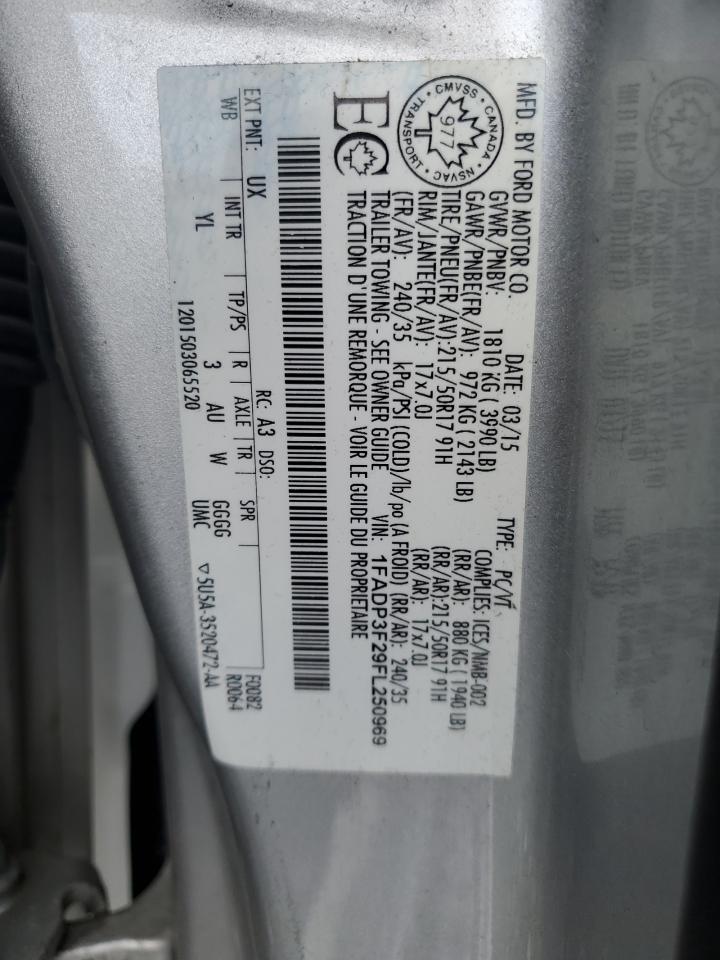 MFD. BY FORD MOTOR CO.
DATE: 03/15 TYPE: PC/VT
GVWR/PNBV: 1810 KG ( 3990 LB) COMPLIES: ICES/NMB-002
GAWR/PNBE(FR/AV): 972 KG ( 2143 LB) (RR/AR): 880 KG ( 1940 LB)
TIRE/PNEU(FR/AV):215/50R17 91H (RR/AR):215/50R17 91H
RIM/JANTE(FR/AV): 17x7.0J (RR/AR): 17x7.0J
(FR/AV): 240/35 kPa/PSI (COLD)/lb/po (A FROID) (RR/AR): 240/35
TRAILER TOWING - SEE OWNER GUIDE VIN: 1FADP3F29FL250969
TRACTION D'UNE REMORQUE - VOIR LE GUIDE DU PROPRIETAIRE
CMVSS • CANADA • NSVAC • TRANSPORT •
977
EC
EXT PNT: UX RC: A3 DSO:
WB INT TR TP/PS R AXLE TR SPR F0082
YL 3 AU W GGGG R0064
UMC
1201503065520 ▽ 5U5A-3520472-AA